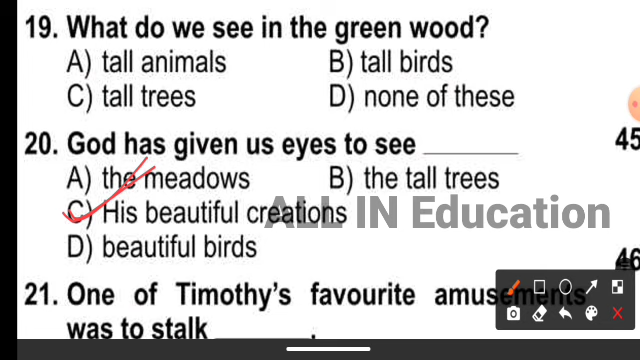 19. What do we see in the green wood?
A) tall animals B) tall birds
C) tall trees D) none of these
20. God has given us eyes to see ________
A) the meadows B) the tall trees
C) His beautiful creations
D) beautiful birds
ALL IN Education
21. One of Timothy's favourite amusements
was to stalk ________.
45
46